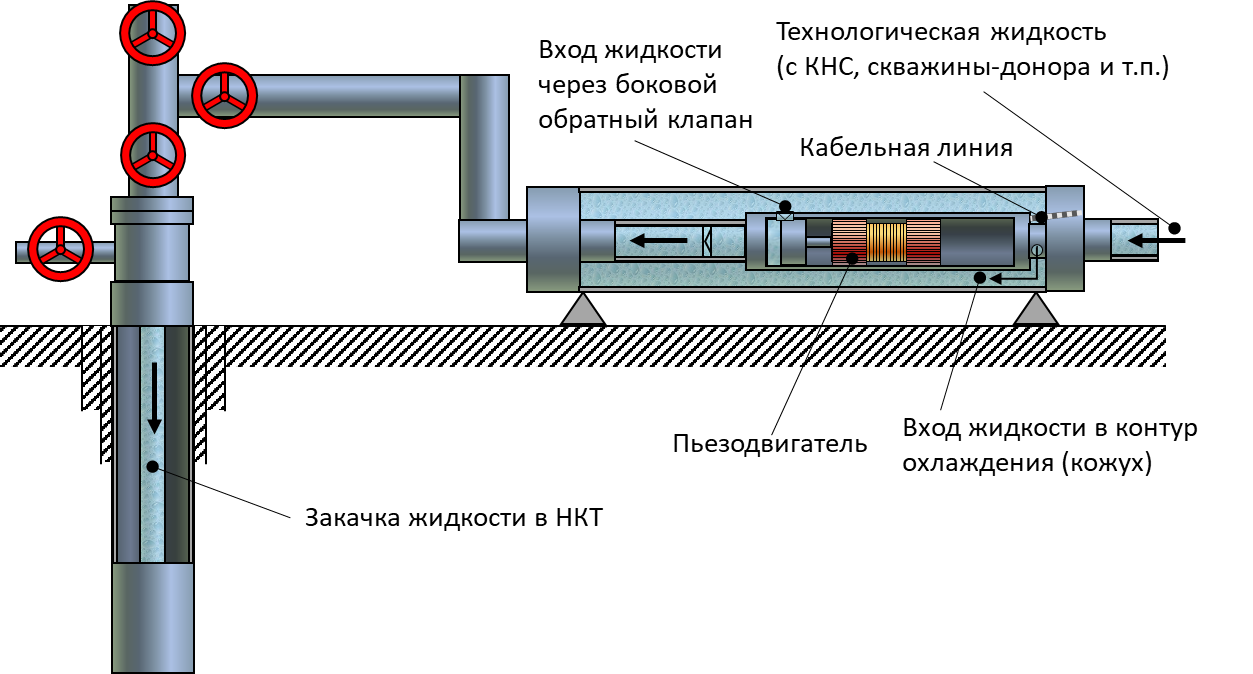 Вход жидкости
через боковой
обратный клапан
Технологическая жидкость
(с КНС, скважины-донора и т.п.)
Кабельная линия
Пьезодвигатель
Вход жидкости в контур
охлаждения (кожух)
Закачка жидкости в НКТ